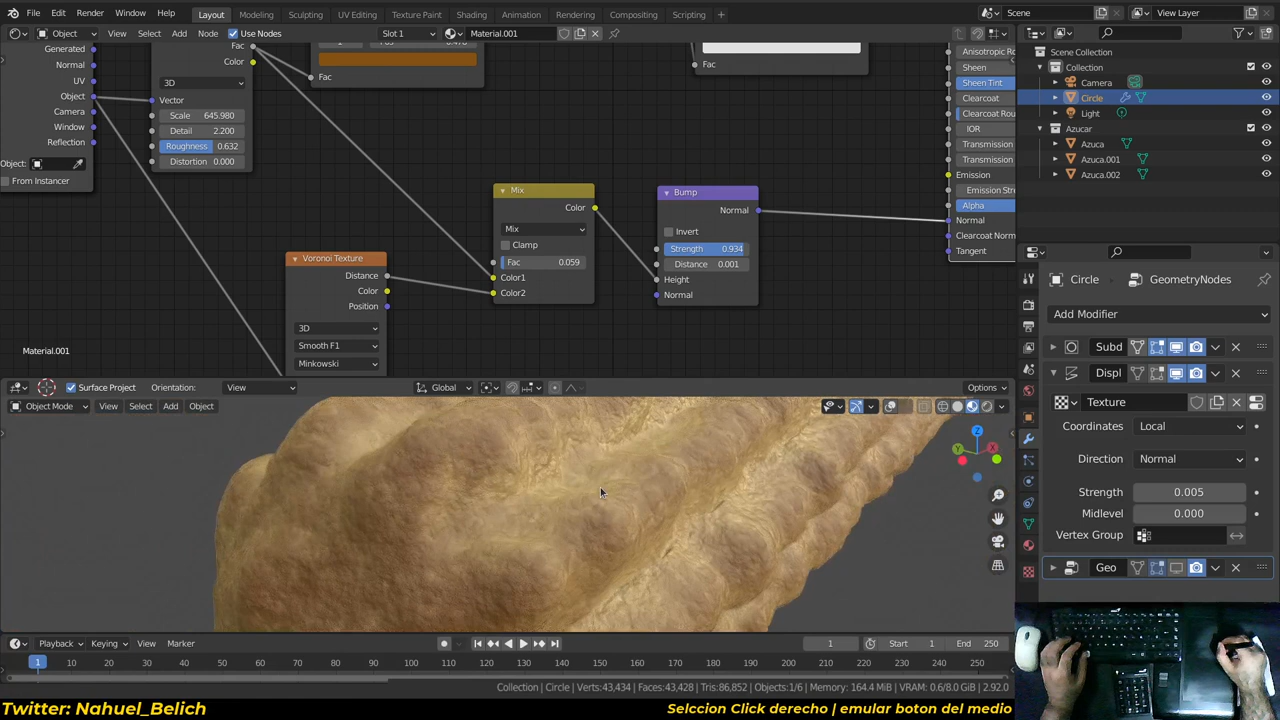 File Edit Render Window Help Layout Modeling Sculpting UV Editing Texture Paint Shading Animation Rendering Compositing Scripting Scene View Layer
Object View Select Add Node Use Nodes Slot 1 Material.001
Generated
Normal
UV
Object
Camera
Window
Reflection
Object:
From Instancer
Fac
Color
3D
Vector
Scale 645.980
Detail 2.200
Roughness 0.632
Distortion 0.000
Fac
Voronoi Texture
Distance
Color
Position
3D
Smooth F1
Minkowski
Mix
Color
Mix
Clamp
Fac 0.059
Color1
Color2
Bump
Normal
Invert
Strength 0.934
Distance 0.001
Height
Normal
Fac
Anisotropic Ro
Sheen
Sheen Tint
Clearcoat
Clearcoat Rou
IOR
Transmission
Transmission
Emission
Emission Stre
Alpha
Normal
Clearcoat Norm
Tangent
Material.001
Surface Project Orientation: View Global Options
Object Mode View Select Add Object
Z
X
Y
Playback Keying View Marker 1 Start 1 End 250
1 10 20 30 40 50 60 70 80 90 100 110 120 130 140 150 160 170 180 190 200 210 220 230 240 250
Collection | Circle | Verts:43,434 | Faces:43,428 | Tris:86,852 | Objects:1/6 | Memory: 164.4 MiB | VRAM: 0.6/8.0 GiB | 2.92.0
Scene Collection
Collection
Camera
Circle
Light
Azucar
Azuca
Azuca.001
Azuca.002
Circle GeometryNodes
Add Modifier
Subd
Displ
Texture
Coordinates Local
Direction Normal
Strength 0.005
Midlevel 0.000
Vertex Group
Geo
Twitter: Nahuel_Belich
Selccion Click derecho | emular boton del medio